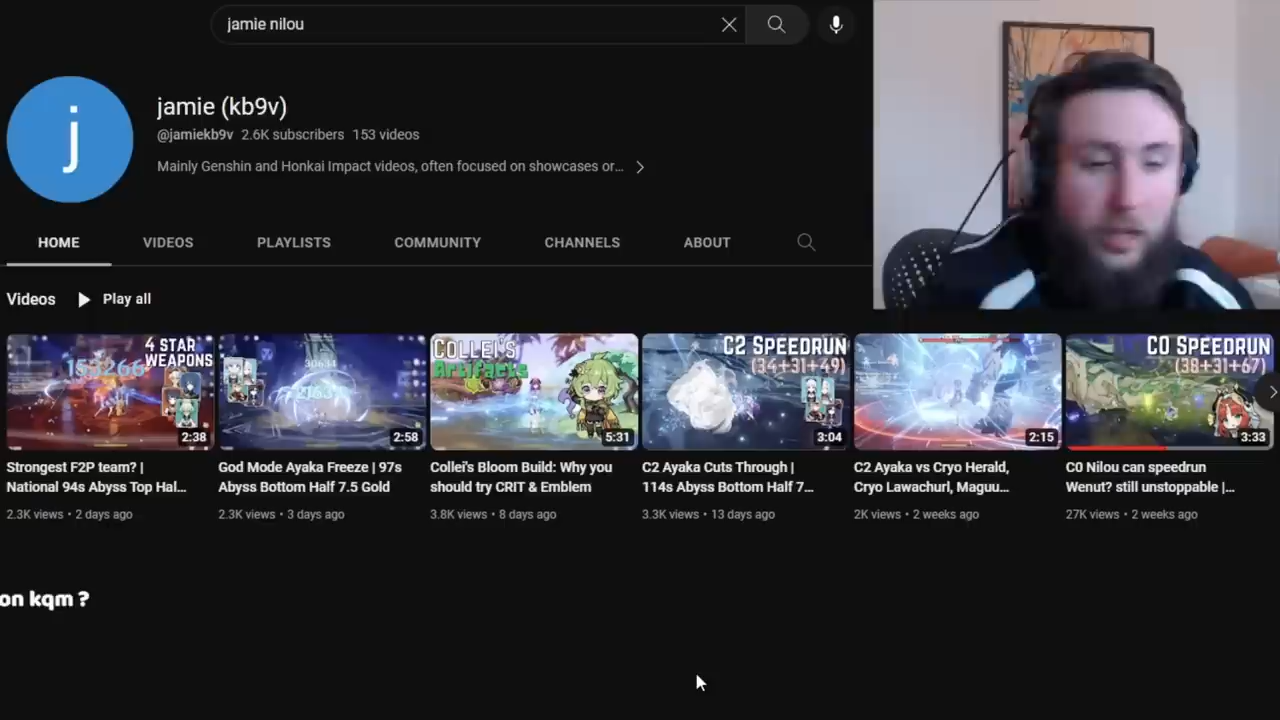 jamie nilou
j
jamie (kb9v)
@jamiekb9v 2.6K subscribers 153 videos
Mainly Genshin and Honkai Impact videos, often focused on showcases or...
HOME VIDEOS PLAYLISTS COMMUNITY CHANNELS ABOUT
Videos Play all
4 STAR
WEAPONS
153266
2:38
Strongest F2P team? |
National 94s Abyss Top Hal...
2.3K views • 2 days ago
30631
2:58
God Mode Ayaka Freeze | 97s
Abyss Bottom Half 7.5 Gold
2.3K views • 3 days ago
COLLEI'S
Artifacts
5:31
Collei's Bloom Build: Why you
should try CRIT & Emblem
3.8K views • 8 days ago
C2 SPEEDRUN
(34+31+49)
3:04
C2 Ayaka Cuts Through |
114s Abyss Bottom Half 7...
3.3K views • 13 days ago
2:15
C2 Ayaka vs Cryo Herald,
Cryo Lawachurl, Maguu...
2K views • 2 weeks ago
C0 SPEEDRUN
(38+31+67)
3:33
C0 Nilou can speedrun
Wenut? still unstoppable |...
27K views • 2 weeks ago
on kqm ?